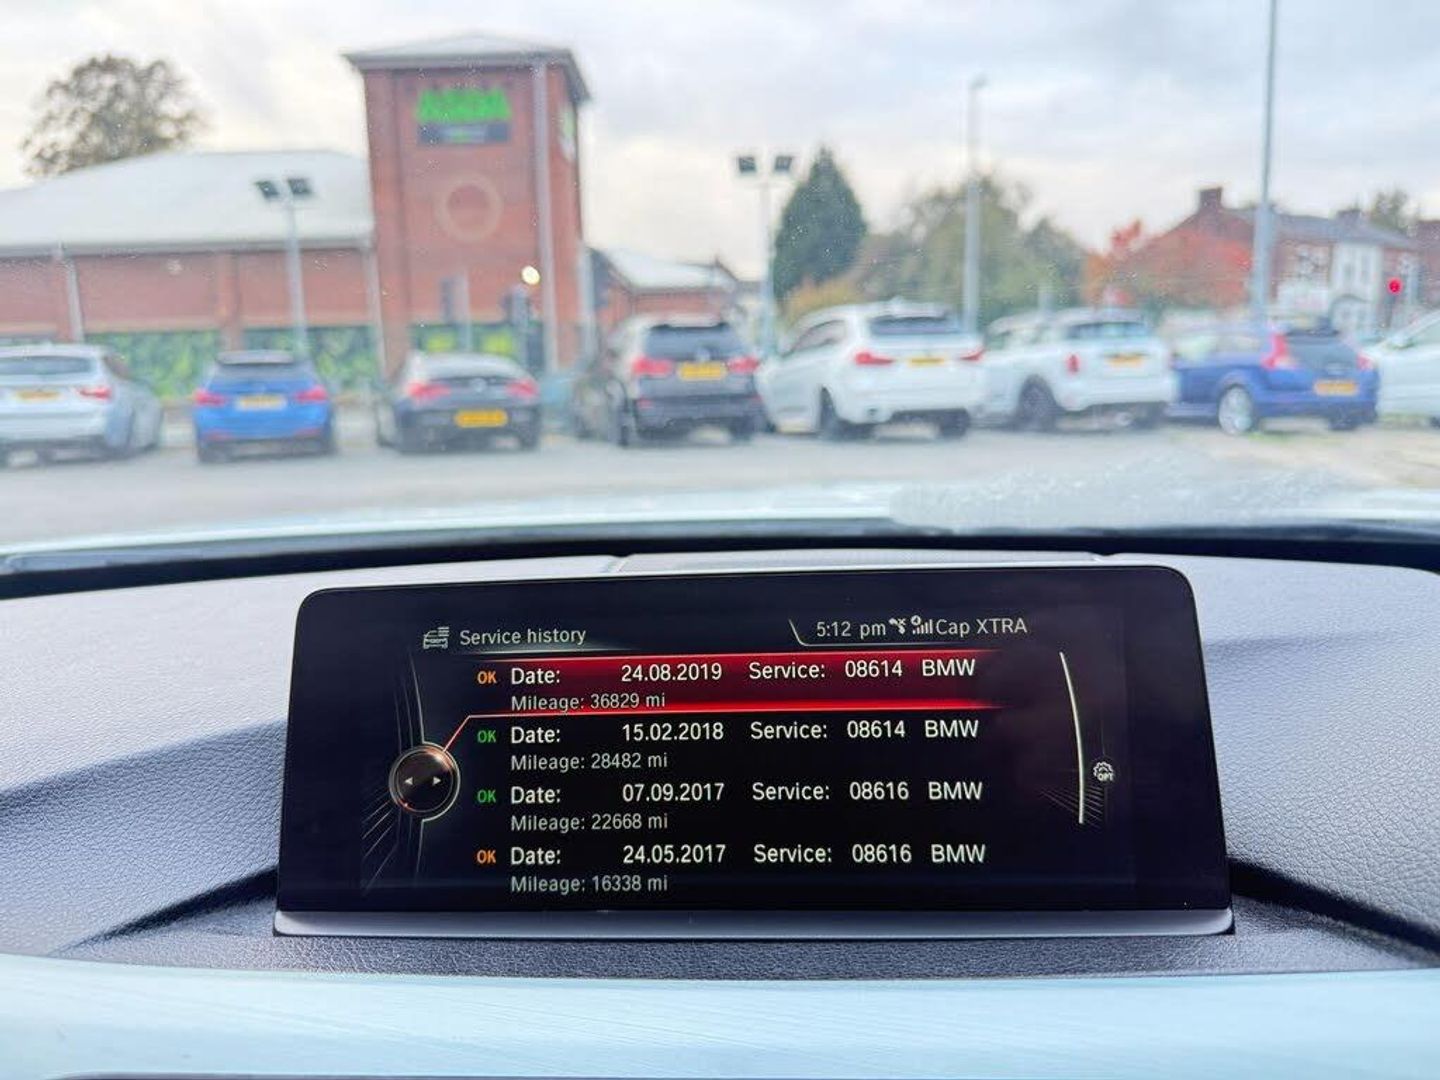 ASDA
Service history
5:12 pm Cap XTRA
OK Date: 24.08.2019 Service: 08614 BMW
Mileage: 36829 mi
OK Date: 15.02.2018 Service: 08614 BMW
Mileage: 28482 mi
OK Date: 07.09.2017 Service: 08616 BMW
Mileage: 22668 mi
OPT
OK Date: 24.05.2017 Service: 08616 BMW
Mileage: 16338 mi